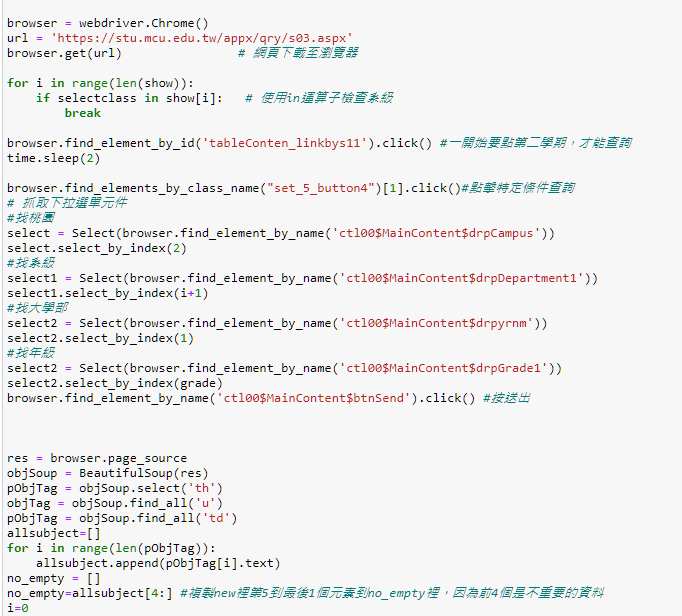 browser = webdriver.Chrome()
url = 'https://stu.mcu.edu.tw/appx/qry/s03.aspx'
browser.get(url)                # 網頁下載至瀏覽器
for i in range(len(show)):
    if selectclass in show[i]:   # 使用in運算子檢查系級
        break
browser.find_element_by_id('tableConten_linkbys11').click() #一開始要點第二學期，才能查詢
time.sleep(2)
browser.find_elements_by_class_name("set_5_button4")[1].click()#點擊特定條件查詢
# 抓取下拉選單元件
#找桃園
select = Select(browser.find_element_by_name('ctl00$MainContent$drpCampus'))
select.select_by_index(2)
#找系級
select1 = Select(browser.find_element_by_name('ctl00$MainContent$drpDepartment1'))
select1.select_by_index(i+1)
#找大學部
select2 = Select(browser.find_element_by_name('ctl00$MainContent$drpyrnm'))
select2.select_by_index(1)
#找年級
select2 = Select(browser.find_element_by_name('ctl00$MainContent$drpGrade1'))
select2.select_by_index(grade)
browser.find_element_by_name('ctl00$MainContent$btnSend').click() #按送出
res = browser.page_source
objSoup = BeautifulSoup(res)
pObjTag = objSoup.select('th')
objTag = objSoup.find_all('u')
pObjTag = objSoup.find_all('td')
allsubject=[]
for i in range(len(pObjTag)):
    allsubject.append(pObjTag[i].text)
no_empty = []
no_empty=allsubject[4:] #複製new裡第5到最後1個元素到no_empty裡，因為前4個是不重要的資料
i=0